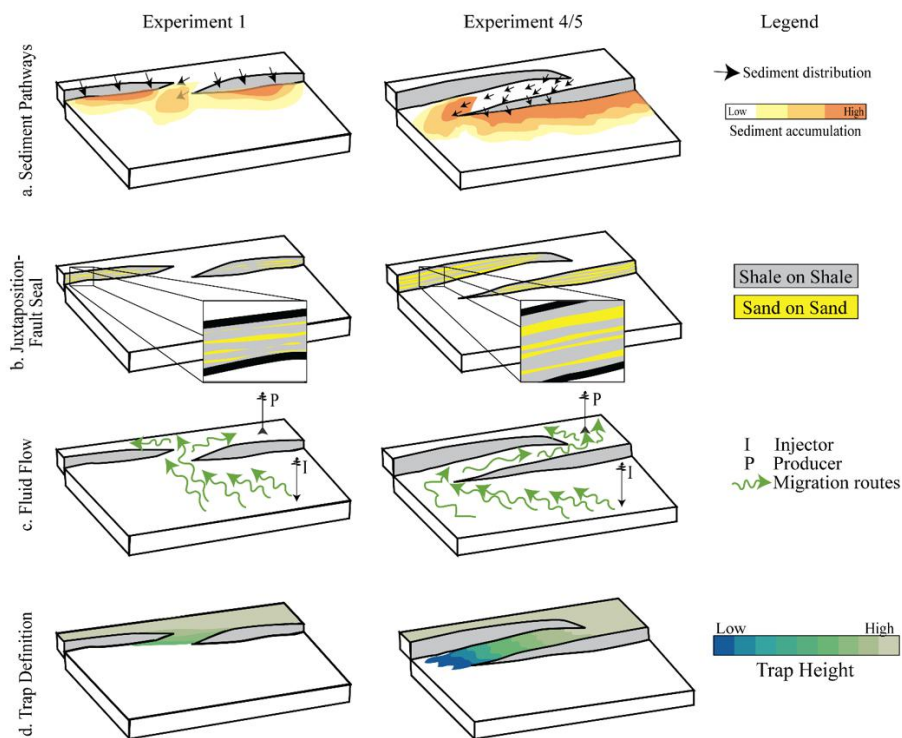 Experiment 1
Experiment 4/5
Legend
a. Sediment Pathways
Sediment distribution
Low
High
Sediment accumulation
b. Juxtaposition-
Fault Seal
Shale on Shale
Sand on Sand
c. Fluid Flow
P
I
P
I
I Injector
P Producer
Migration routes
d. Trap Definition
Low
High
Trap Height